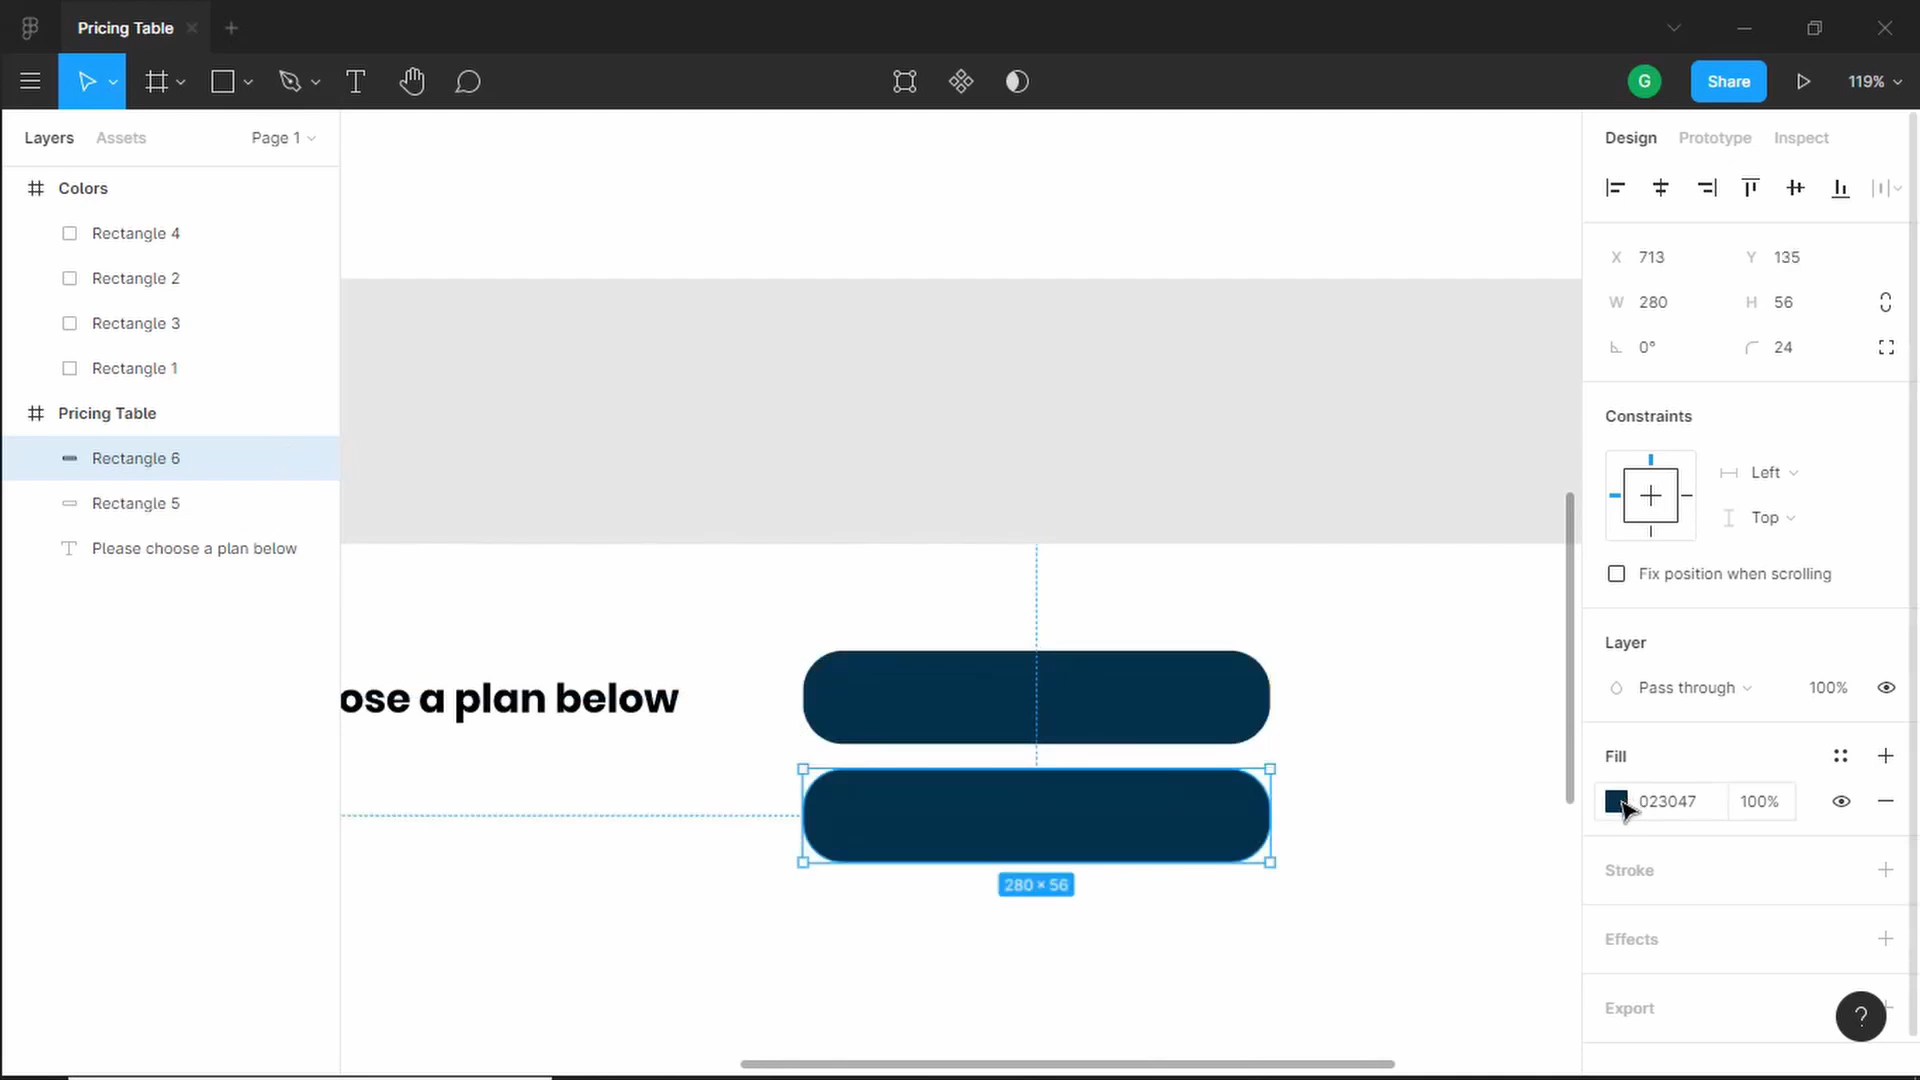 Pricing Table
G
Share
119%
Layers
Assets
Page 1
Design
Prototype
Inspect
Colors
Rectangle 4
Rectangle 2
Rectangle 3
Rectangle 1
Pricing Table
Rectangle 6
Rectangle 5
Please choose a plan below
ose a plan below
280 × 56
X 713
Y 135
W 280
H 56
0°
24
Constraints
Left
Top
Fix position when scrolling
Layer
Pass through
100%
Fill
023047
100%
Stroke
Effects
Export
?